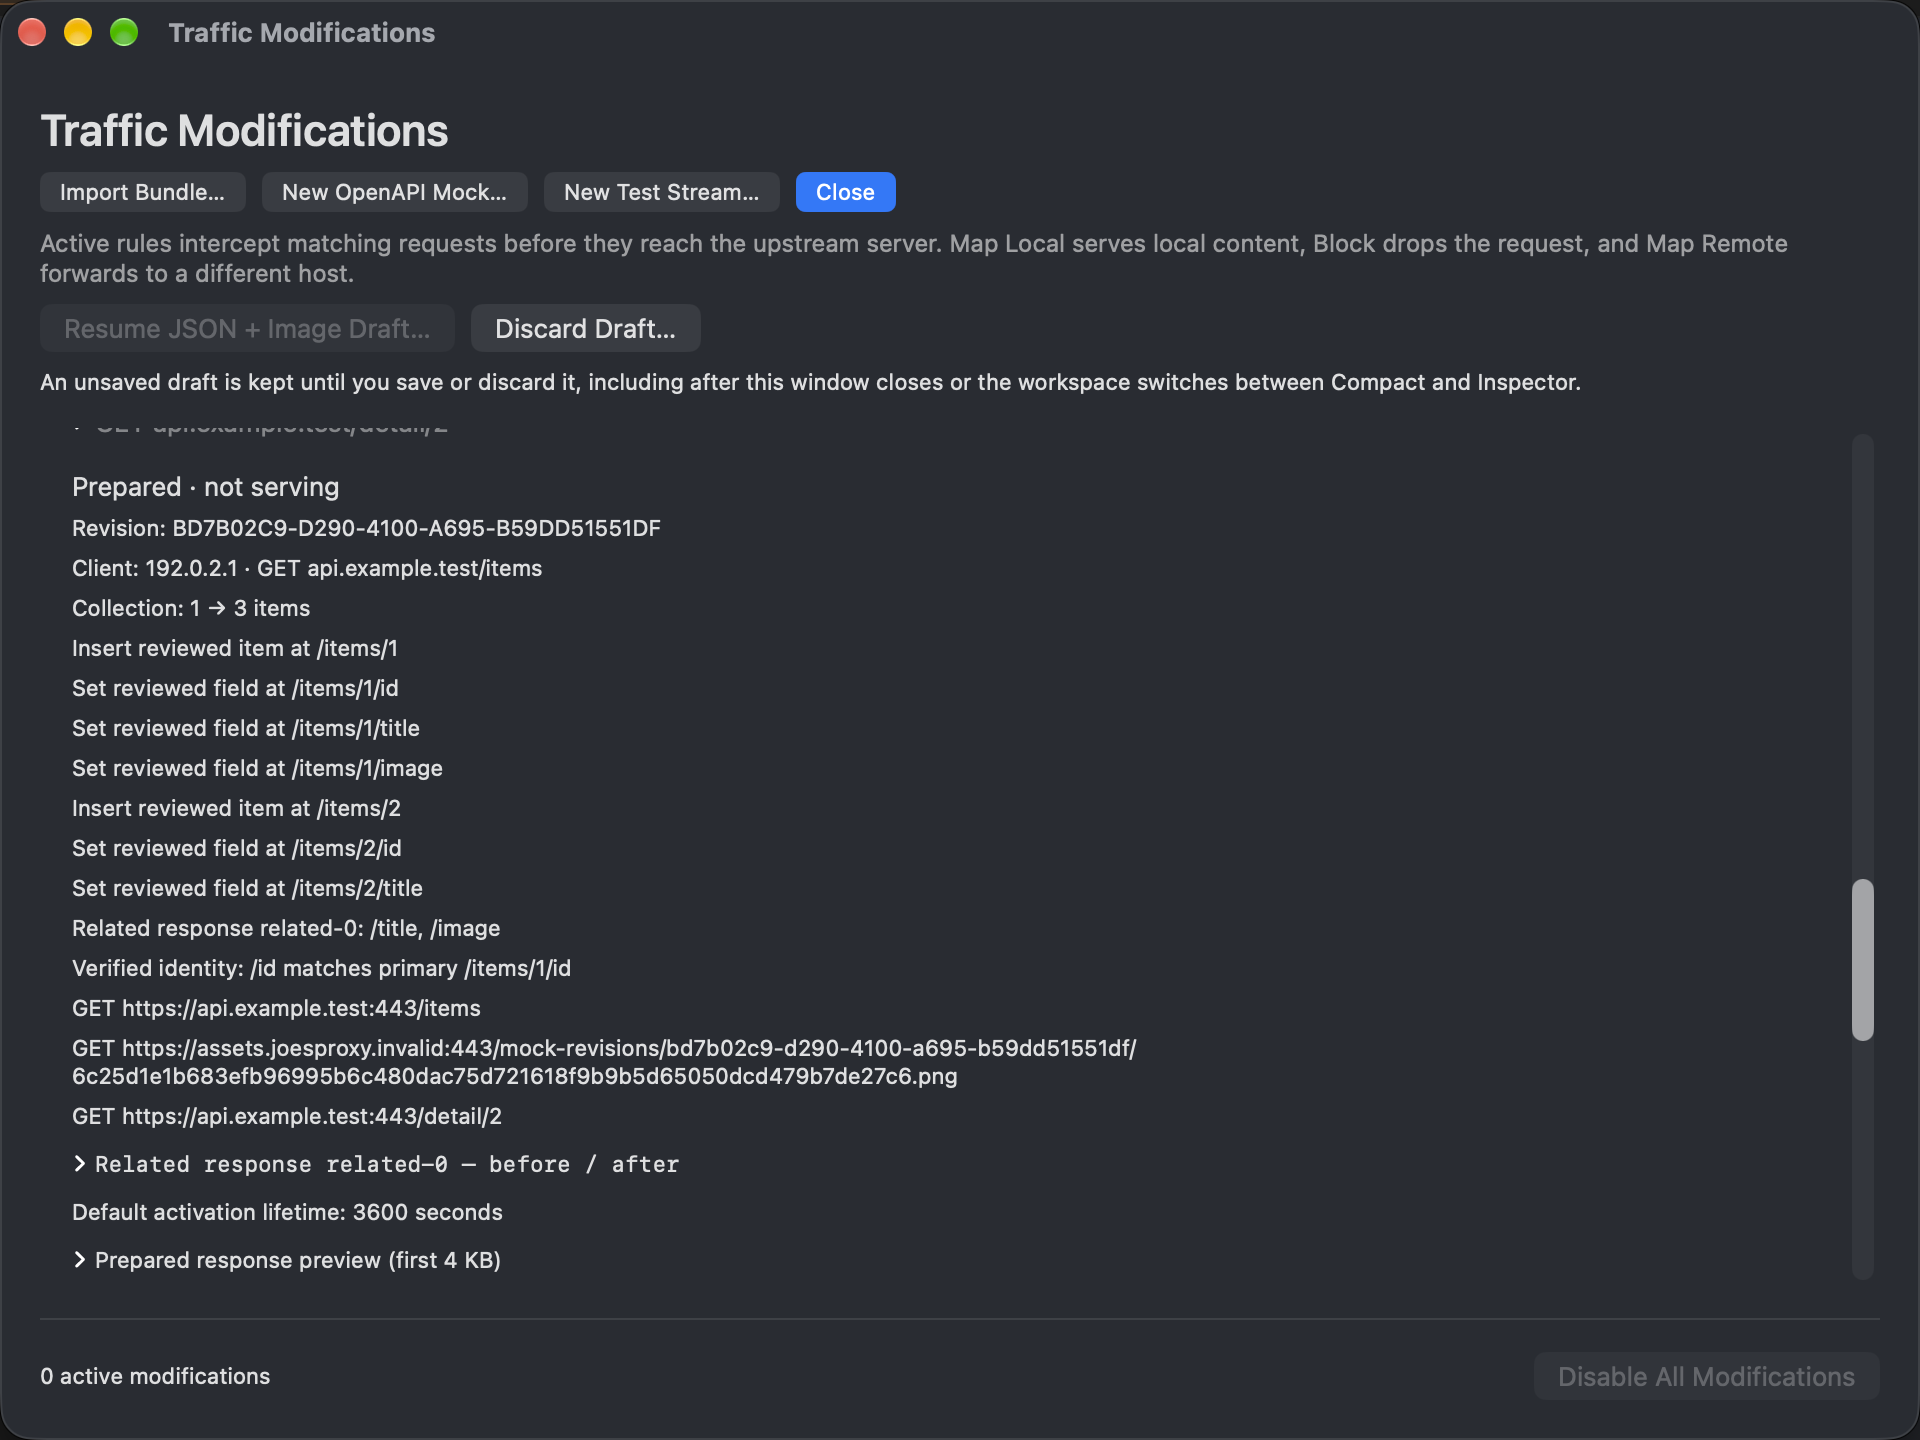 Traffic Modifications
Traffic Modifications
Import Bundle...
New OpenAPI Mock...
New Test Stream...
Close
Active rules intercept matching requests before they reach the upstream server. Map Local serves local content, Block drops the request, and Map Remote
forwards to a different host.
Resume JSON + Image Draft...
Discard Draft...
An unsaved draft is kept until you save or discard it, including after this window closes or the workspace switches between Compact and Inspector.
GET api.example.test/detail/2
Prepared · not serving
Revision: BD7B02C9-D290-4100-A695-B59DD51551DF
Client: 192.0.2.1 · GET api.example.test/items
Collection: 1 → 3 items
Insert reviewed item at /items/1
Set reviewed field at /items/1/id
Set reviewed field at /items/1/title
Set reviewed field at /items/1/image
Insert reviewed item at /items/2
Set reviewed field at /items/2/id
Set reviewed field at /items/2/title
Related response related-0: /title, /image
Verified identity: /id matches primary /items/1/id
GET https://api.example.test:443/items
GET https://assets.joesproxy.invalid:443/mock-revisions/bd7b02c9-d290-4100-a695-b59dd51551df/
6c25d1e1b683efb96995b6c480dac75d721618f9b9b5d65050dcd479b7de27c6.png
GET https://api.example.test:443/detail/2
Related response related-0 — before / after
Default activation lifetime: 3600 seconds
Prepared response preview (first 4 KB)
0 active modifications
Disable All Modifications